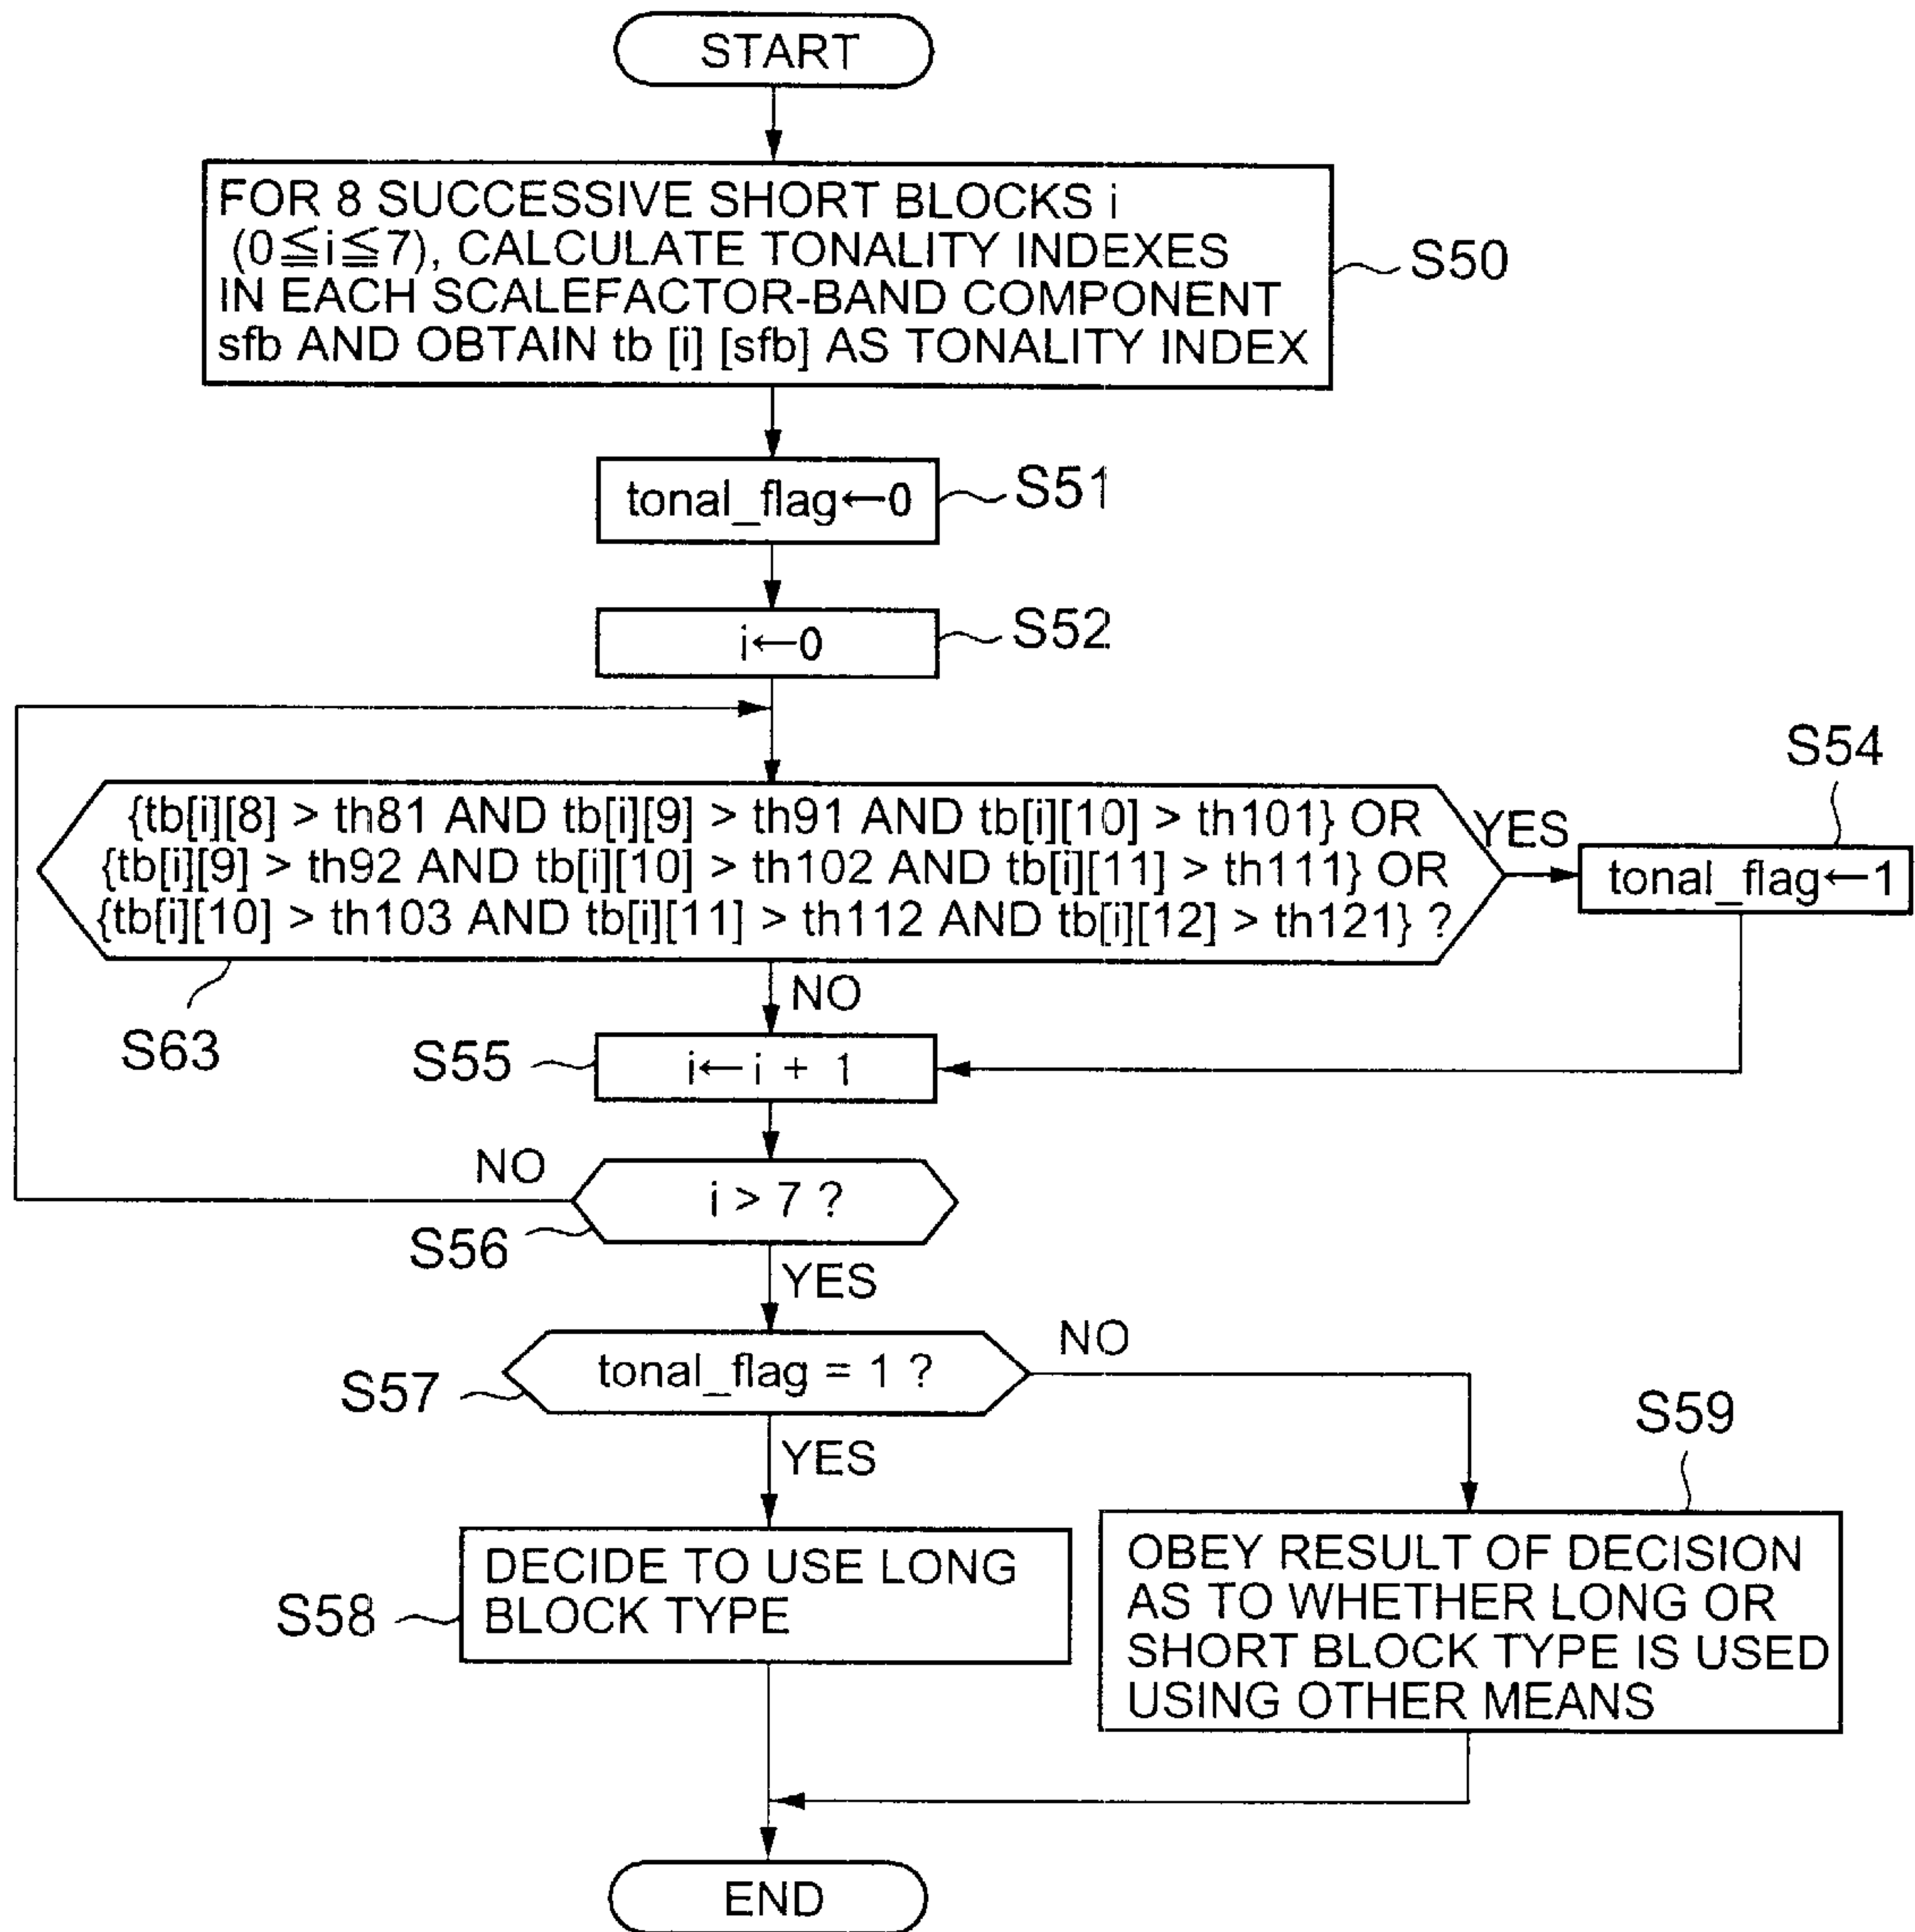 START
FOR 8 SUCCESSIVE SHORT BLOCKS i
(0≦i≦7), CALCULATE TONALITY INDEXES
IN EACH SCALEFACTOR-BAND COMPONENT
sfb AND OBTAIN tb [i] [sfb] AS TONALITY INDEX
S50
tonal_flag←0
S51
i←0
S52
S54
{tb[i][8] > th81 AND tb[i][9] > th91 AND tb[i][10] > th101} OR
{tb[i][9] > th92 AND tb[i][10] > th102 AND tb[i][11] > th111} OR
{tb[i][10] > th103 AND tb[i][11] > th112 AND tb[i][12] > th121} ?
YES
tonal_flag←1
NO
S63
S55
i←i + 1
NO
i > 7 ?
S56
YES
NO
tonal_flag = 1 ?
S57
YES
S59
DECIDE TO USE LONG
BLOCK TYPE
S58
OBEY RESULT OF DECISION
AS TO WHETHER LONG OR
SHORT BLOCK TYPE IS USED
USING OTHER MEANS
END